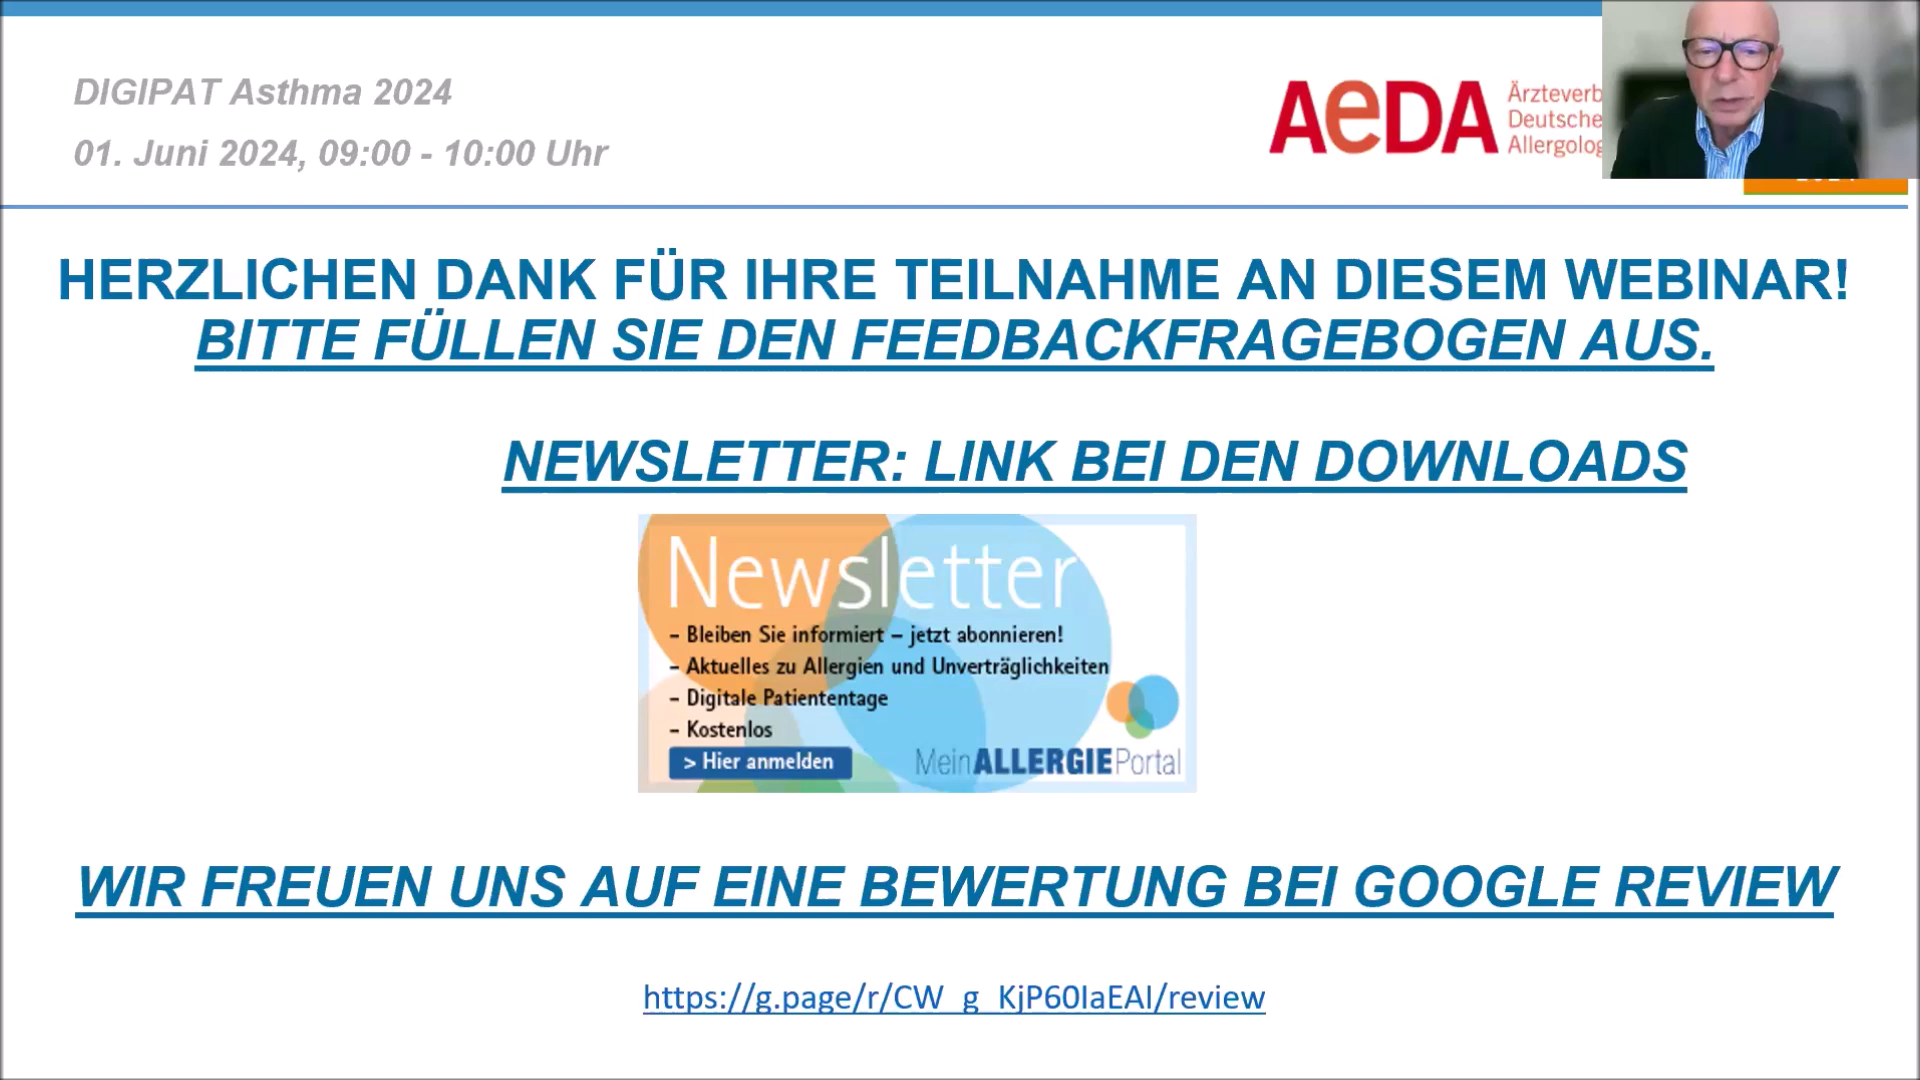 DIGIPAT Asthma 2024
01. Juni 2024, 09:00 - 10:00 Uhr
AeDA
HERZLICHEN DANK FÜR IHRE TEILNAHME AN DIESEM WEBINAR!
BITTE FÜLLEN SIE DEN FEEDBACKFRAGEBOGEN AUS.
NEWSLETTER: LINK BEI DEN DOWNLOADS
Newsletter
– Bleiben Sie informiert – jetzt abonnieren!
– Aktuelles zu Allergien und Unverträglichkeiten
– Digitale Patiententage
– Kostenlos
> Hier anmelden
MeinALLERGIEPortal
WIR FREUEN UNS AUF EINE BEWERTUNG BEI GOOGLE REVIEW
https://g.page/r/CW_g_KjP60IaEAI/review